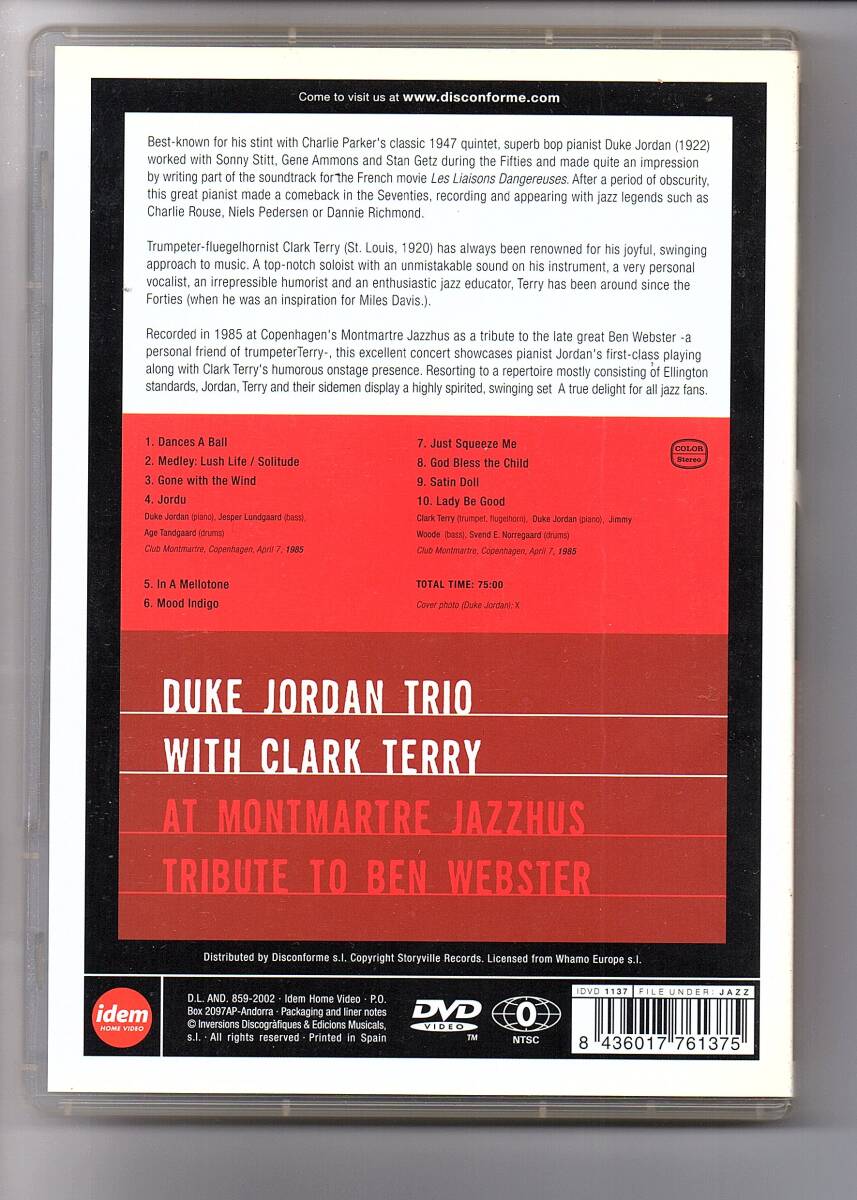 Come to visit us at www.disconforme.com
Best-known for his stint with Charlie Parker's classic 1947 quintet, superb bop pianist Duke Jordan (1922)
worked with Sonny Stitt, Gene Ammons and Stan Getz during the Fifties and made quite an impression
by writing part of the soundtrack for the French movie Les Liaisons Dangereuses. After a period of obscurity,
this great pianist made a comeback in the Seventies, recording and appearing with jazz legends such as
Charlie Rouse, Niels Pedersen or Dannie Richmond.
Trumpeter-fluegelhornist Clark Terry (St. Louis, 1920) has always been renowned for his joyful, swinging
approach to music. A top-notch soloist with an unmistakable sound on his instrument, a very personal
vocalist, an irrepressible humorist and an enthusiastic jazz educator, Terry has been around since the
Forties (when he was an inspiration for Miles Davis.).
Recorded in 1985 at Copenhagen's Montmartre Jazzhus as a tribute to the late great Ben Webster -a
personal friend of trumpeterTerry-, this excellent concert showcases pianist Jordan's first-class playing
along with Clark Terry's humorous onstage presence. Resorting to a repertoire mostly consisting of Ellington
standards, Jordan, Terry and their sidemen display a highly spirited, swinging set A true delight for all jazz fans.
1. Dances A Ball
2. Medley: Lush Life / Solitude
3. Gone with the Wind
4. Jordu
Duke Jordan (piano), Jesper Lundgaard (bass),
Age Tandgaard (drums)
Club Montmartre, Copenhagen, April 7, 1985
5. In A Mellotone
6. Mood Indigo
7. Just Squeeze Me
8. God Bless the Child
9. Satin Doll
10. Lady Be Good
Clark Terry (trumpet, flugelhorn), Duke Jordan (piano), Jimmy
Woode (bass), Svend E. Norregaard (drums)
Club Montmartre, Copenhagen, April 7, 1985
TOTAL TIME: 75:00
Cover photo (Duke Jordan): X
COLOR
Stereo
DUKE JORDAN TRIO
WITH CLARK TERRY
AT MONTMARTRE JAZZHUS
TRIBUTE TO BEN WEBSTER
Distributed by Disconforme s.l. Copyright Storyville Records. Licensed from Whamo Europe s.l.
idem
HOME VIDEO
D.L. AND. 859-2002 · Idem Home Video · P.O.
Box 2097AP-Andorra · Packaging and liner notes
© Inversions Discogràfiques & Edicions Musicals,
s.l. · All rights reserved · Printed in Spain
DVD
VIDEO
TM
0
NTSC
IDVD 1137 FILE UNDER: JAZZ
8 436017 761375